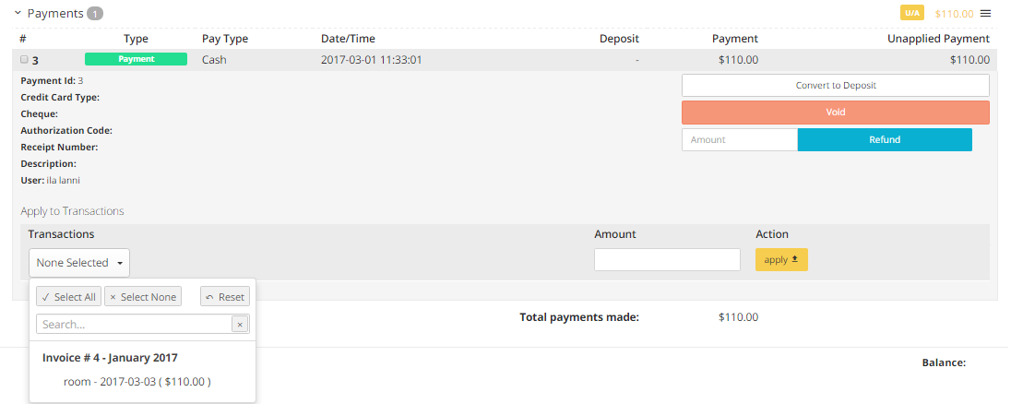 Payments 1 U/A $110.00
# Type Pay Type Date/Time Deposit Payment Unapplied Payment
3 Payment Cash 2017-03-01 11:33:01 - $110.00 $110.00
Payment Id: 3
Convert to Deposit
Credit Card Type:
Cheque:
Void
Authorization Code:
Amount Refund
Receipt Number:
Description:
User: ila lanni
Apply to Transactions
Transactions Amount Action
None Selected apply
✓ Select All × Select None Reset
Search... ×
Total payments made: $110.00
Invoice # 4 - January 2017
Balance:
room - 2017-03-03 ( $110.00 )